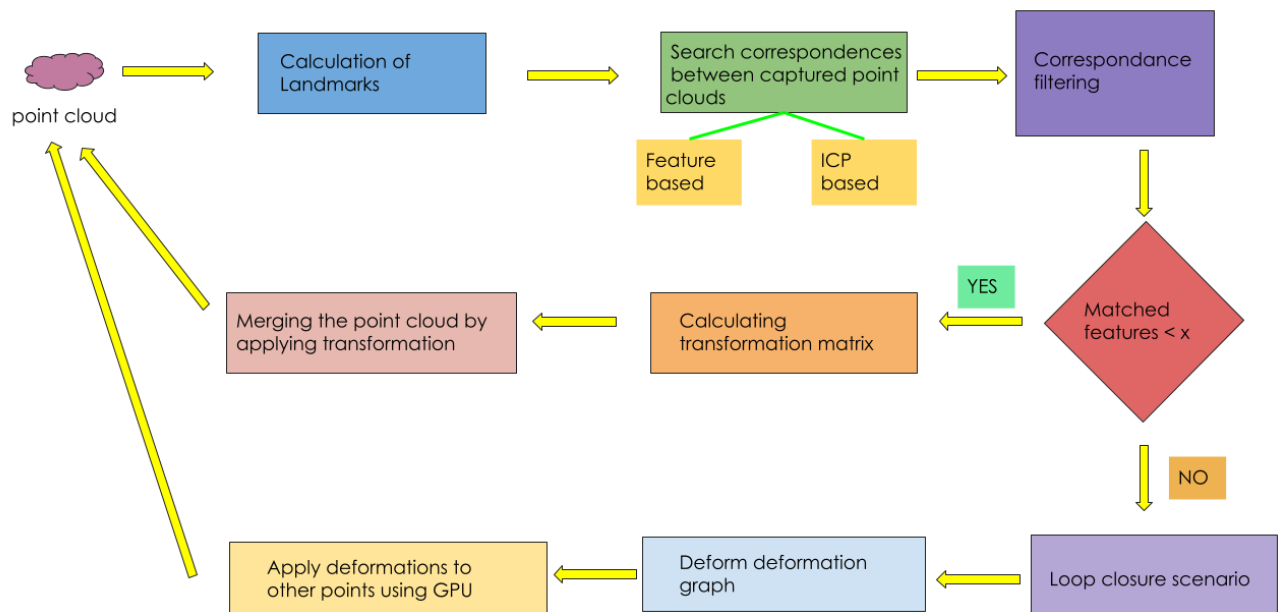 point cloud
Calculation of
Landmarks
Search correspondences
between captured point
clouds
Feature
based
ICP
based
Correspondance
filtering
Matched
features < x
YES
Calculating
transformation matrix
Merging the point cloud by
applying transformation
NO
Loop closure scenario
Deform deformation
graph
Apply deformations to
other points using GPU